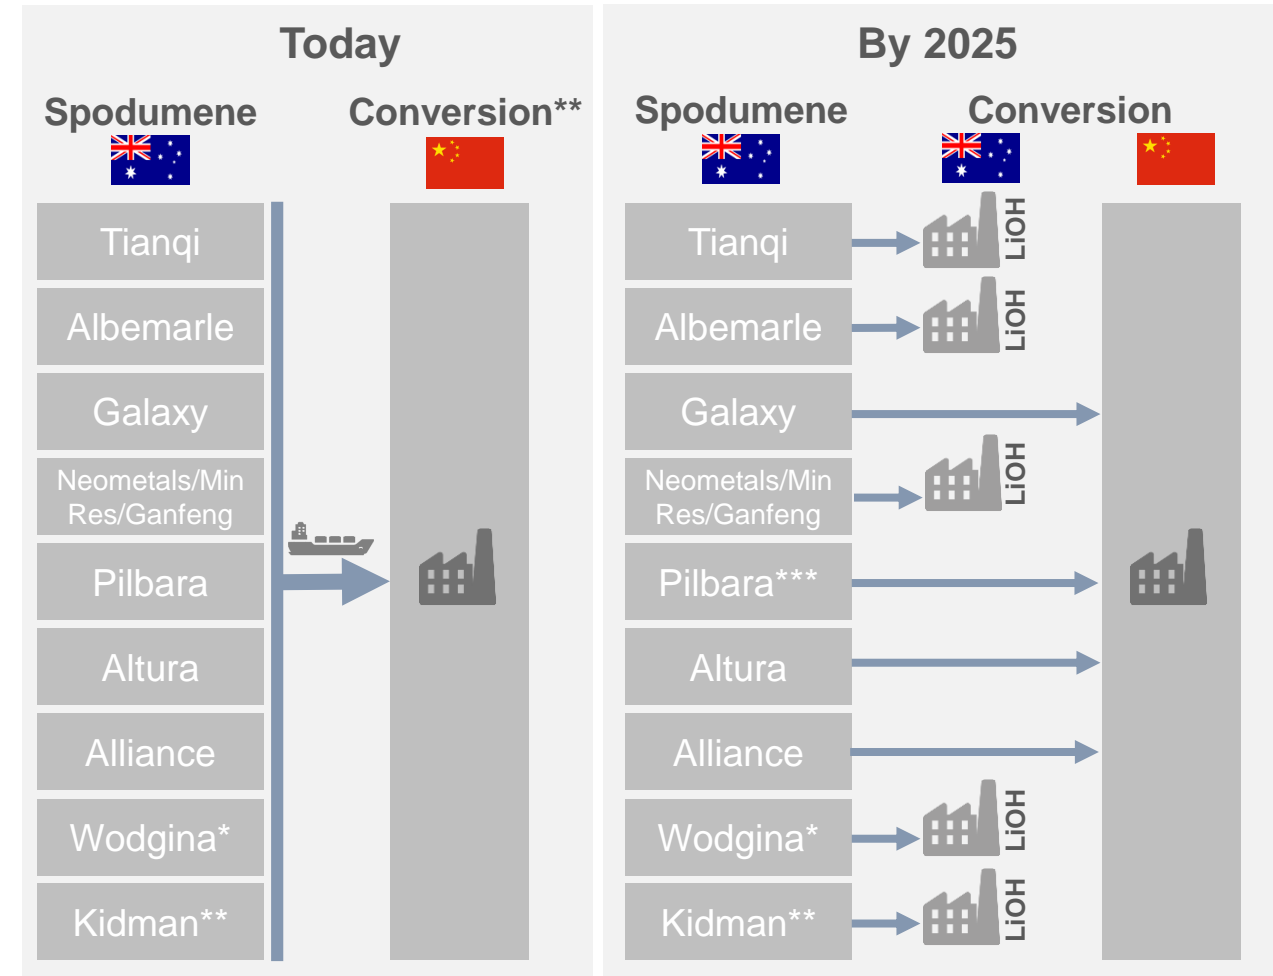 Today
Spodumene
Conversion**
Tianqi
Albemarle
Galaxy
Neometals/Min
Res/Ganfeng
Pilbara
Altura
Alliance
Wodgina*
Kidman**
By 2025
Spodumene
Conversion
Tianqi
LiOH
Albemarle
LiOH
Galaxy
Neometals/Min
Res/Ganfeng
LiOH
Pilbara***
Altura
Alliance
Wodgina*
LiOH
Kidman**
LiOH